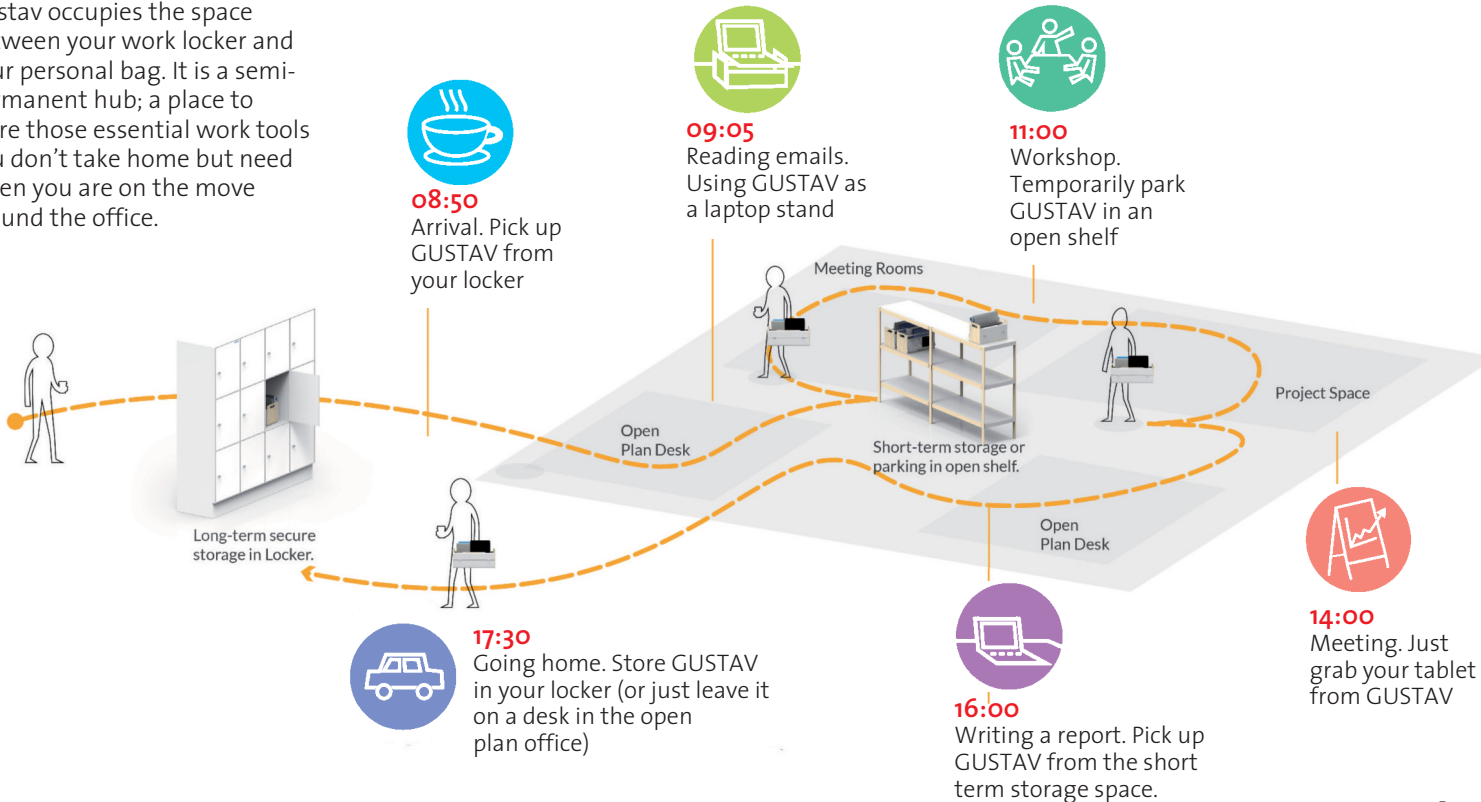 stav occupies the space
tween your work locker and
ur personal bag. It is a semi-
rmanent hub; a place to
re those essential work tools
u don't take home but need
en you are on the move
ound the office.
08:50
Arrival. Pick up
GUSTAV from
your locker
09:05
Reading emails.
Using GUSTAV as
a laptop stand
11:00
Workshop.
Temporarily park
GUSTAV in an
open shelf
Meeting Rooms
Project Space
Open
Plan Desk
Short-term storage or
parking in open shelf.
Long-term secure
storage in Locker.
Open
Plan Desk
14:00
Meeting. Just
grab your tablet
from GUSTAV
16:00
Writing a report. Pick up
GUSTAV from the short
term storage space.
17:30
Going home. Store GUSTAV
in your locker (or just leave it
on a desk in the open
plan office)